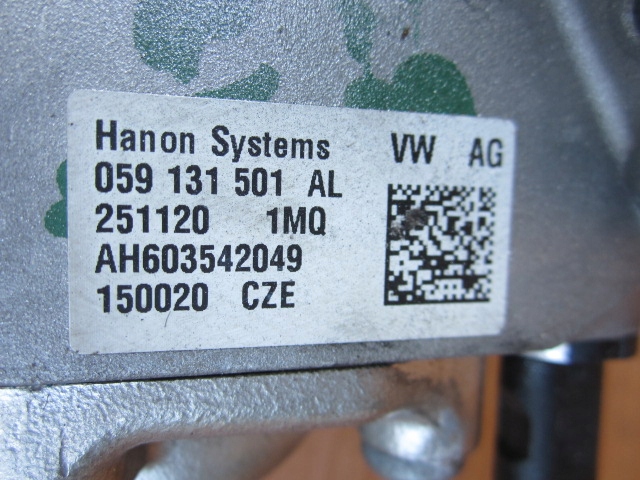 Hanon Systems VW AG
059 131 501 AL
251120 1MQ
AH603542049
150020 CZE